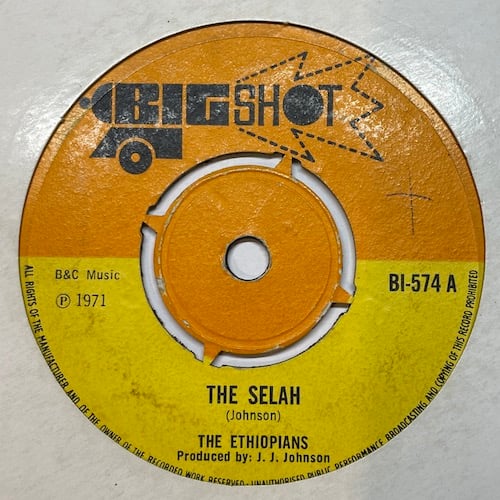 BIG SHOT
B&C Music
BI-574 A
℗ 1971
THE SELAH
(Johnson)
THE ETHIOPIANS
Produced by: J. J. Johnson
ALL RIGHTS OF THE MANUFACTURER AND OF THE OWNER OF THE RECORDED WORK RESERVED - UNAUTHORISED PUBLIC PERFORMANCE BROADCASTING AND COPYING OF THIS RECORD PROHIBITED